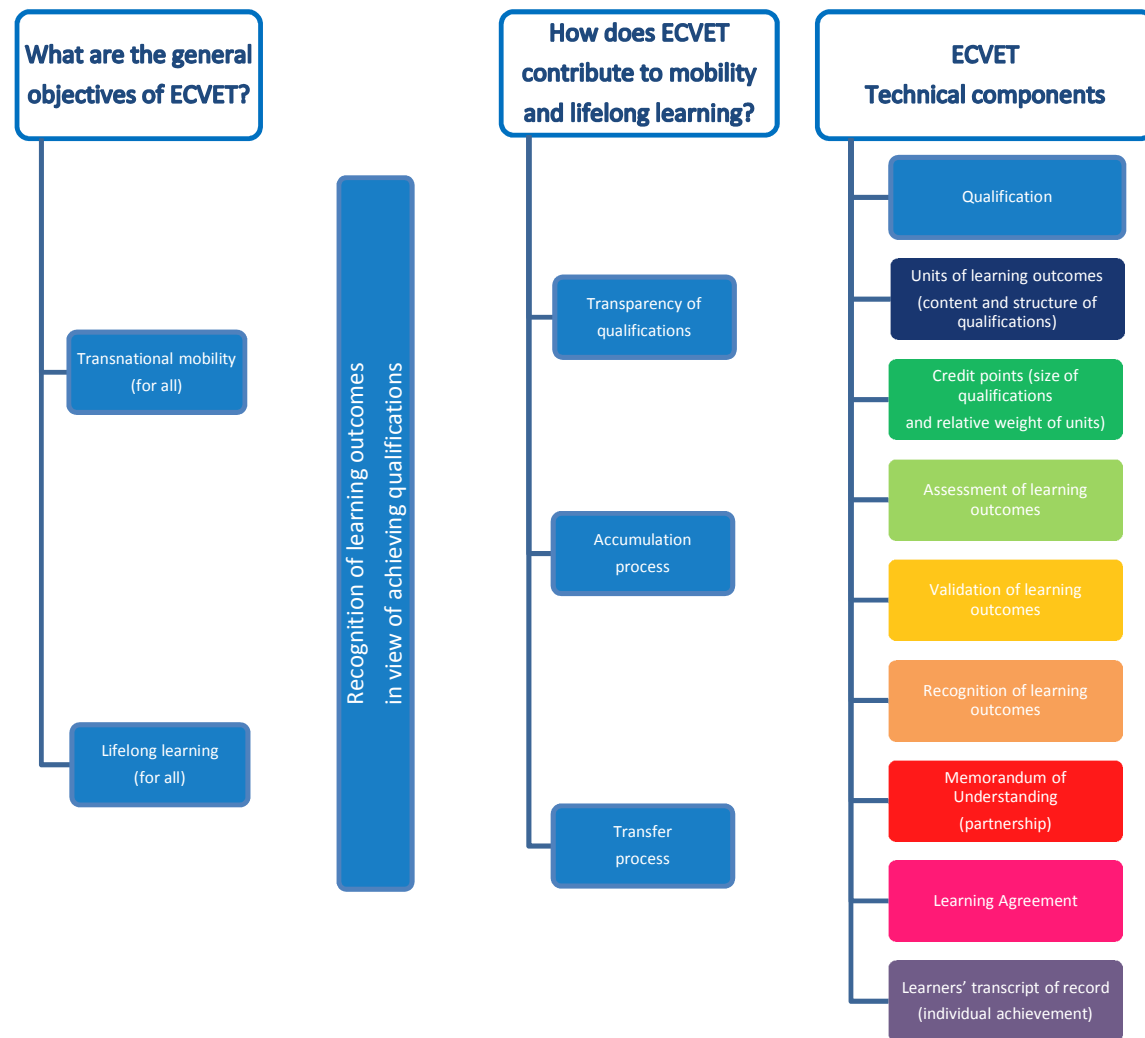 What are the general
objectives of ECVET?
Transnational mobility
(for all)
Lifelong learning
(for all)
Recognition of learning outcomes
in view of achieving qualifications
How does ECVET
contribute to mobility
and lifelong learning?
Transparency of
qualifications
Accumulation
process
Transfer
process
ECVET
Technical components
Qualification
Units of learning outcomes
(content and structure of
qualifications)
Credit points (size of
qualifications
and relative weight of units)
Assessment of learning
outcomes
Validation of learning
outcomes
Recognition of learning
outcomes
Memorandum of
Understanding
(partnership)
Learning Agreement
Learners’ transcript of record
(individual achievement)